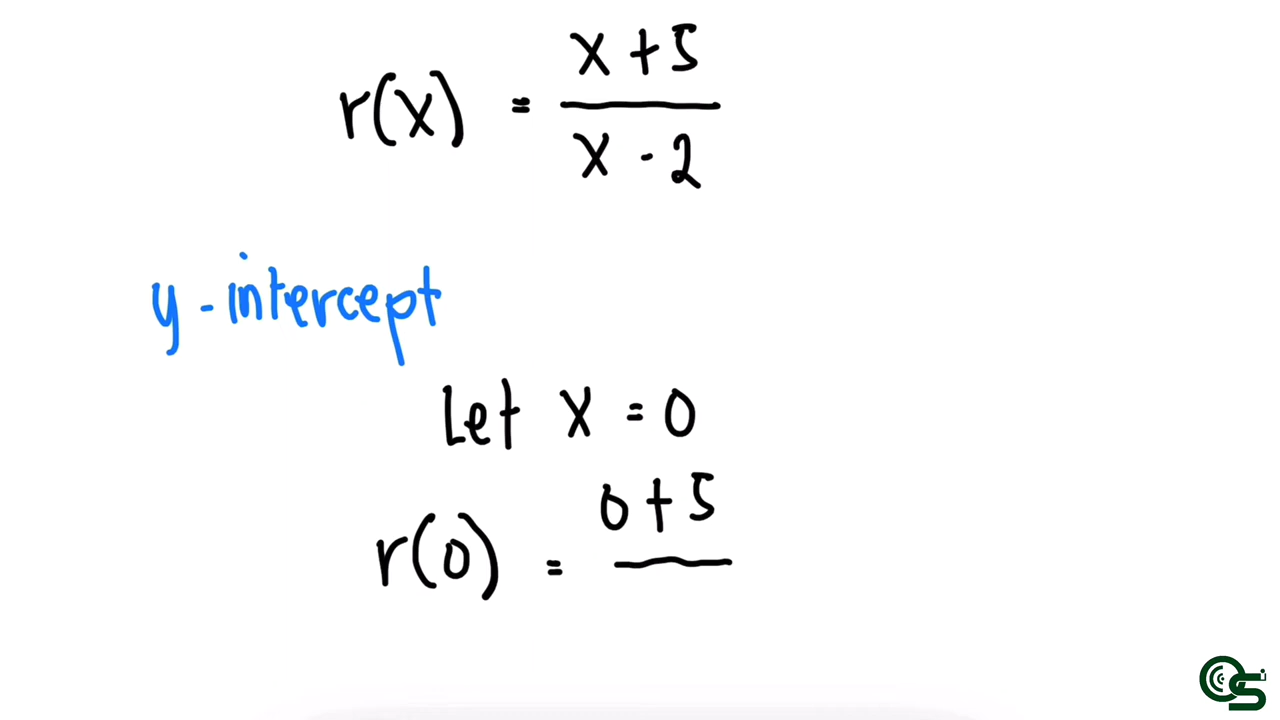 r(x) = x + 5
x - 2
y - intercept
Let x = 0
r(0) = 0 + 5